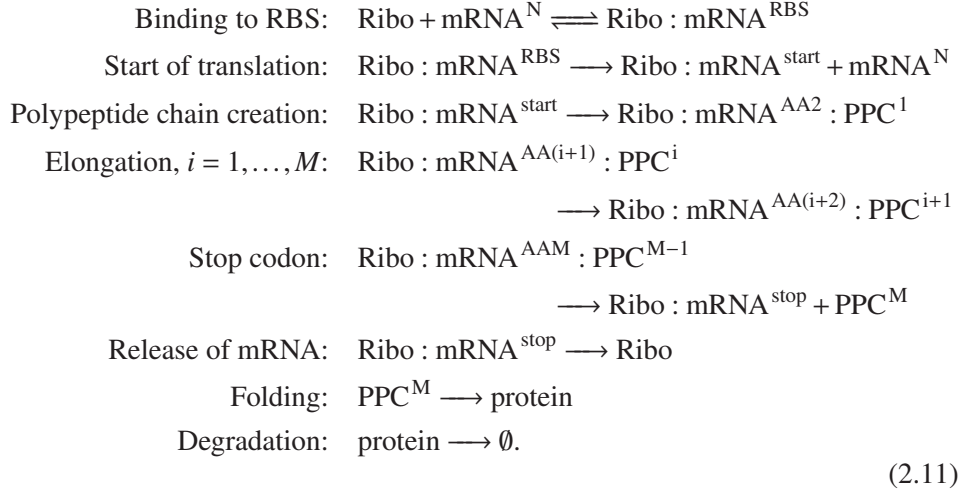 Binding to RBS: Ribo + mRNA^N ⇌ Ribo : mRNA^RBS
Start of translation: Ribo : mRNA^RBS ⟶ Ribo : mRNA^start + mRNA^N
Polypeptide chain creation: Ribo : mRNA^start ⟶ Ribo : mRNA^AA2 : PPC^1
Elongation, i = 1,...,M: Ribo : mRNA^AA(i+1) : PPC^i
⟶ Ribo : mRNA^AA(i+2) : PPC^i+1
Stop codon: Ribo : mRNA^AAM : PPC^M−1
⟶ Ribo : mRNA^stop + PPC^M
Release of mRNA: Ribo : mRNA^stop ⟶ Ribo
Folding: PPC^M ⟶ protein
Degradation: protein ⟶ ∅.
(2.11)